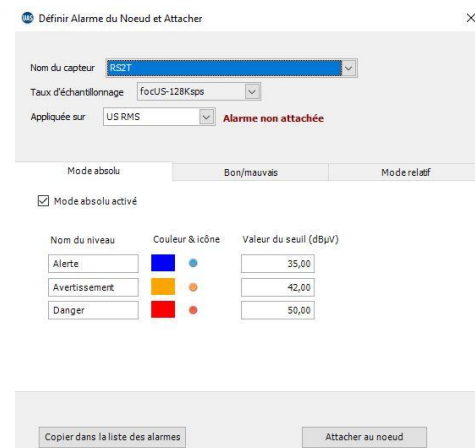 UWS Définir Alarme du Noeud et Attacher
Nom du capteur RS2T
Taux d'échantillonnage focUS-128Ksps
Appliquée sur US RMS Alarme non attachée
Mode absolu Bon/mauvais Mode relatif
Mode absolu activé
Nom du niveau Couleur & icône Valeur du seuil (dBµV)
Alerte 35,00
Avertissement 42,00
Danger 50,00
Copier dans la liste des alarmes Attacher au noeud